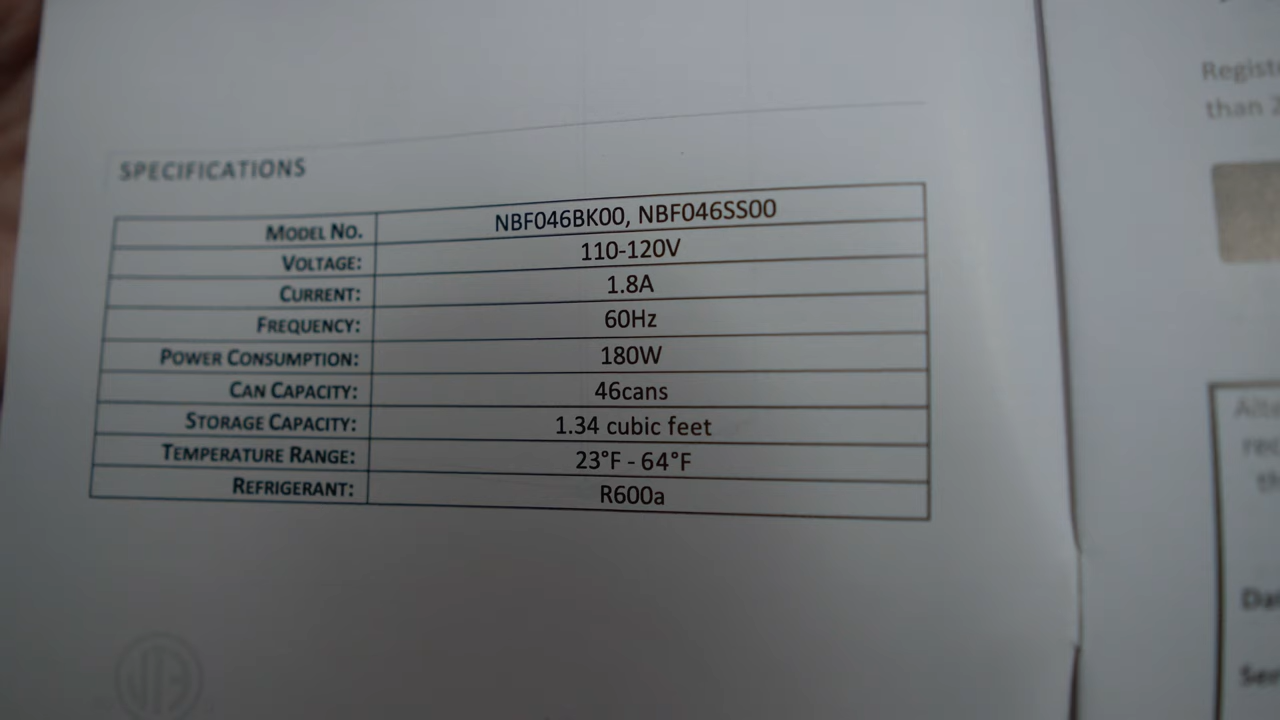 SPECIFICATIONS
MODEL NO. NBF046BK00, NBF046SS00
VOLTAGE: 110-120V
CURRENT: 1.8A
FREQUENCY: 60Hz
POWER CONSUMPTION: 180W
CAN CAPACITY: 46cans
STORAGE CAPACITY: 1.34 cubic feet
TEMPERATURE RANGE: 23°F - 64°F
REFRIGERANT: R600a
than